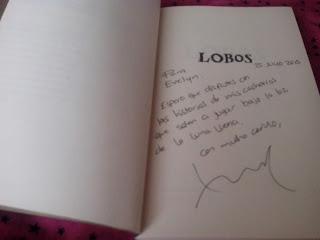 LOBOS
Para
Evelyn.
Espero que disfrutes con
las historias de mis cachorros
que salen a jugar bajo la luz
de la luna llena.
Con mucho cariño,